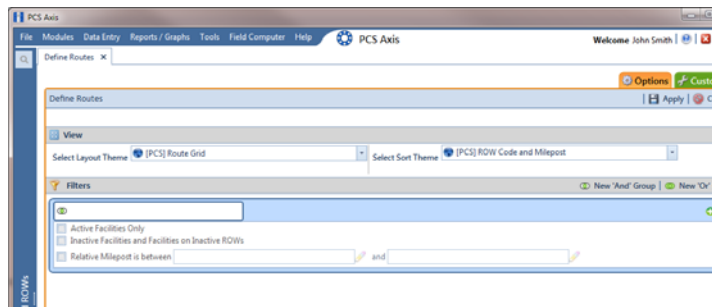 PCS Axis
File Modules Data Entry Reports / Graphs Tools Field Computer Help PCS Axis Welcome John Smith
Define Routes X
Options Custo
Define Routes Apply
View
Select Layout Theme [PCS] Route Grid Select Sort Theme [PCS] ROW Code and Milepost
Filters New 'And' Group New 'Or'
Active Facilities Only
Inactive Facilities and Facilities on Inactive ROWs
Relative Milepost is between and
ROWs